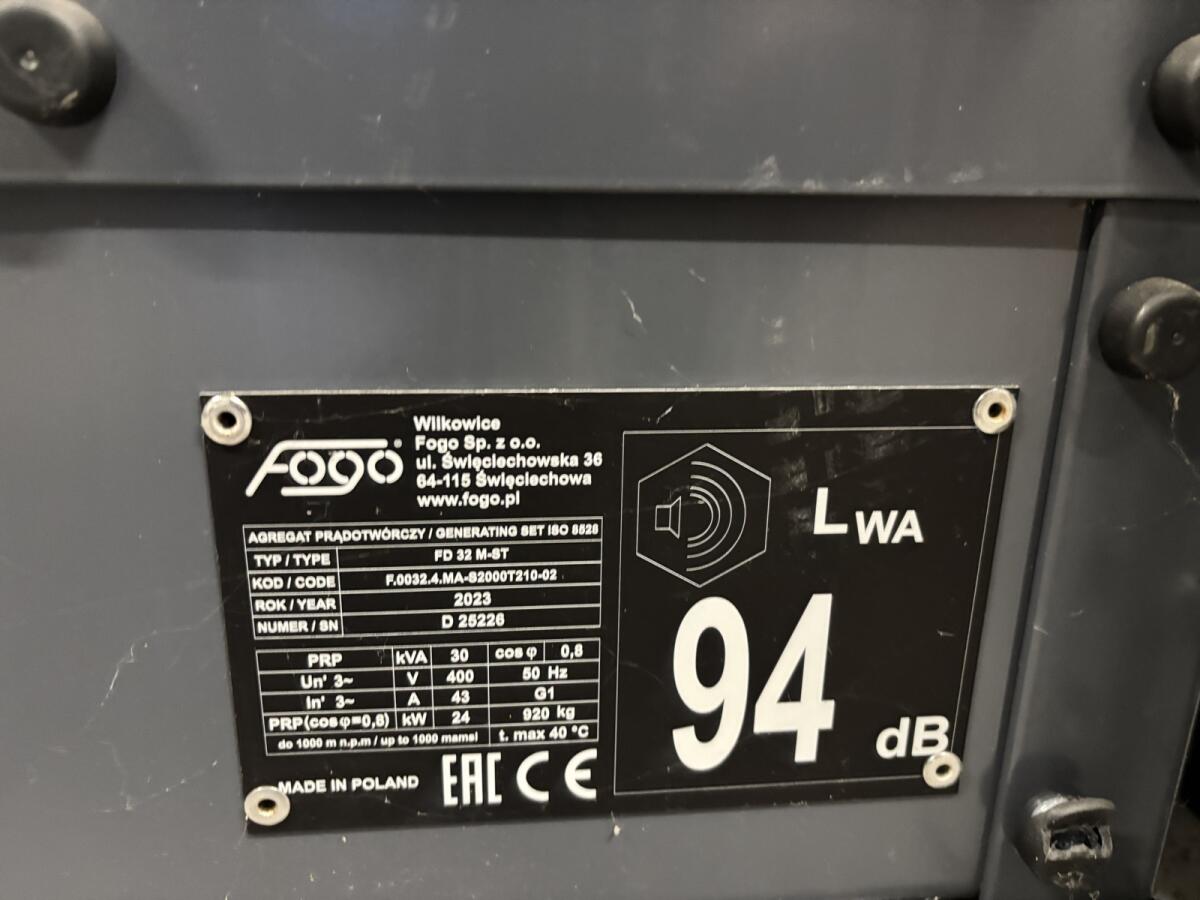 Fogo
Wilkowice
Fogo Sp. z o.o.
ul. Święciechowska 36
64-115 Święciechowa
www.fogo.pl
AGREGAT PRĄDOTWÓRCZY / GENERATING SET ISO 8528
TYP / TYPE FD 32 M-ST
KOD / CODE F.0032.4.MA-S2000T210-02
ROK / YEAR 2023
NUMER / SN D 25226
PRP kVA 30 cos φ 0,8
Un' 3~ V 400 50 Hz
In' 3~ A 43 G1
PRP(cosφ=0,8) kW 24 920 kg
do 1000 m n.p.m / up to 1000 mamsl t. max 40 °C
MADE IN POLAND EAC CE
LWA
94
dB